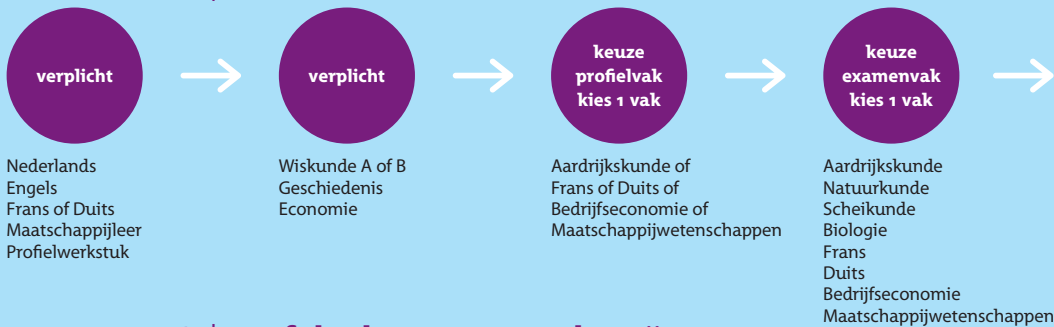 verplicht
Nederlands
Engels
Frans of Duits
Maatschappijleer
Profielwerkstuk
verplicht
Wiskunde A of B
Geschiedenis
Economie
keuze
profielvak
kies 1 vak
Aardrijkskunde of
Frans of Duits of
Bedrijfseconomie of
Maatschappijwetenschappen
keuze
examenvak
kies 1 vak
Aardrijkskunde
Natuurkunde
Scheikunde
Biologie
Frans
Duits
Bedrijfseconomie
Maatschappijwetenschappen